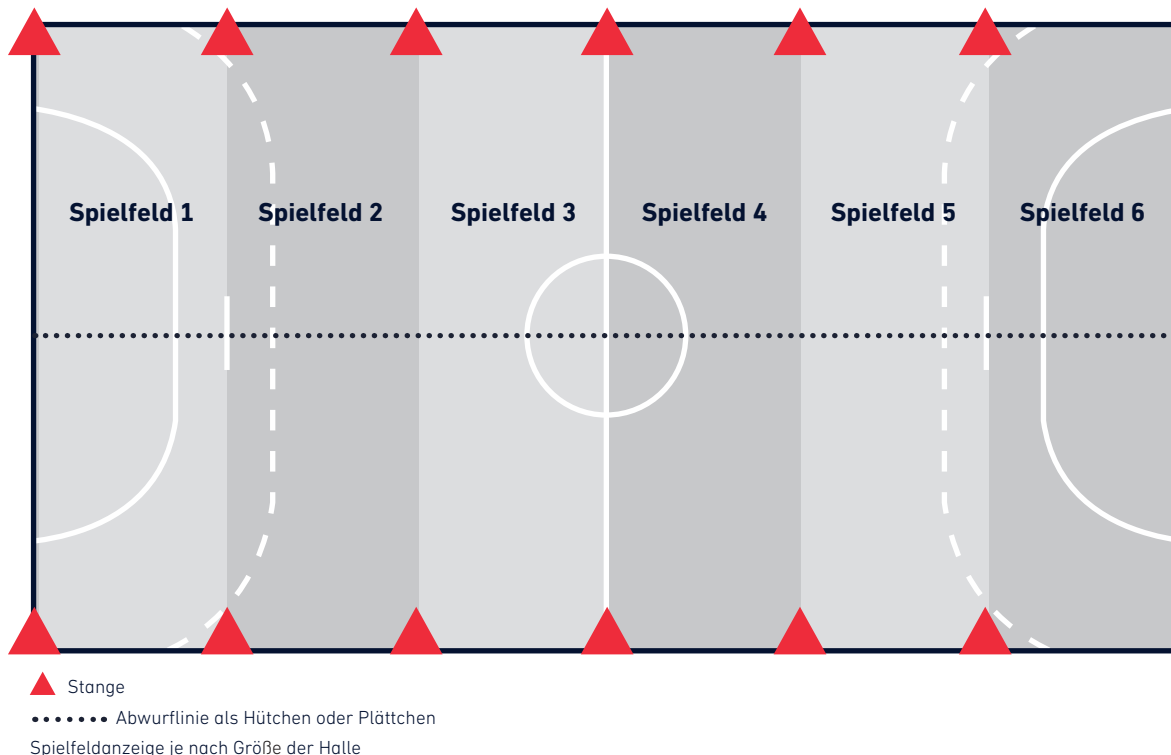 Spielfeld 1 Spielfeld 2 Spielfeld 3 Spielfeld 4 Spielfeld 5 Spielfeld 6
Stange
Abwurflinie als Hütchen oder Plättchen
Spielfeldanzeige je nach Größe der Halle